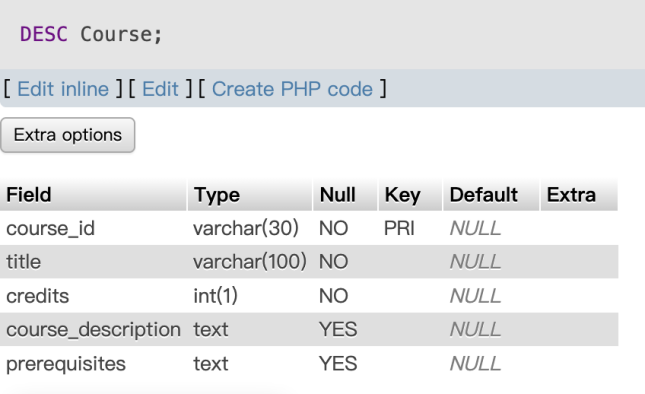 DESC Course;
[ Edit inline ] [ Edit ] [ Create PHP code ]
Extra options
Field Type Null Key Default Extra
course_id varchar(30) NO PRI NULL
title varchar(100) NO NULL
credits int(1) NO NULL
course_description text YES NULL
prerequisites text YES NULL